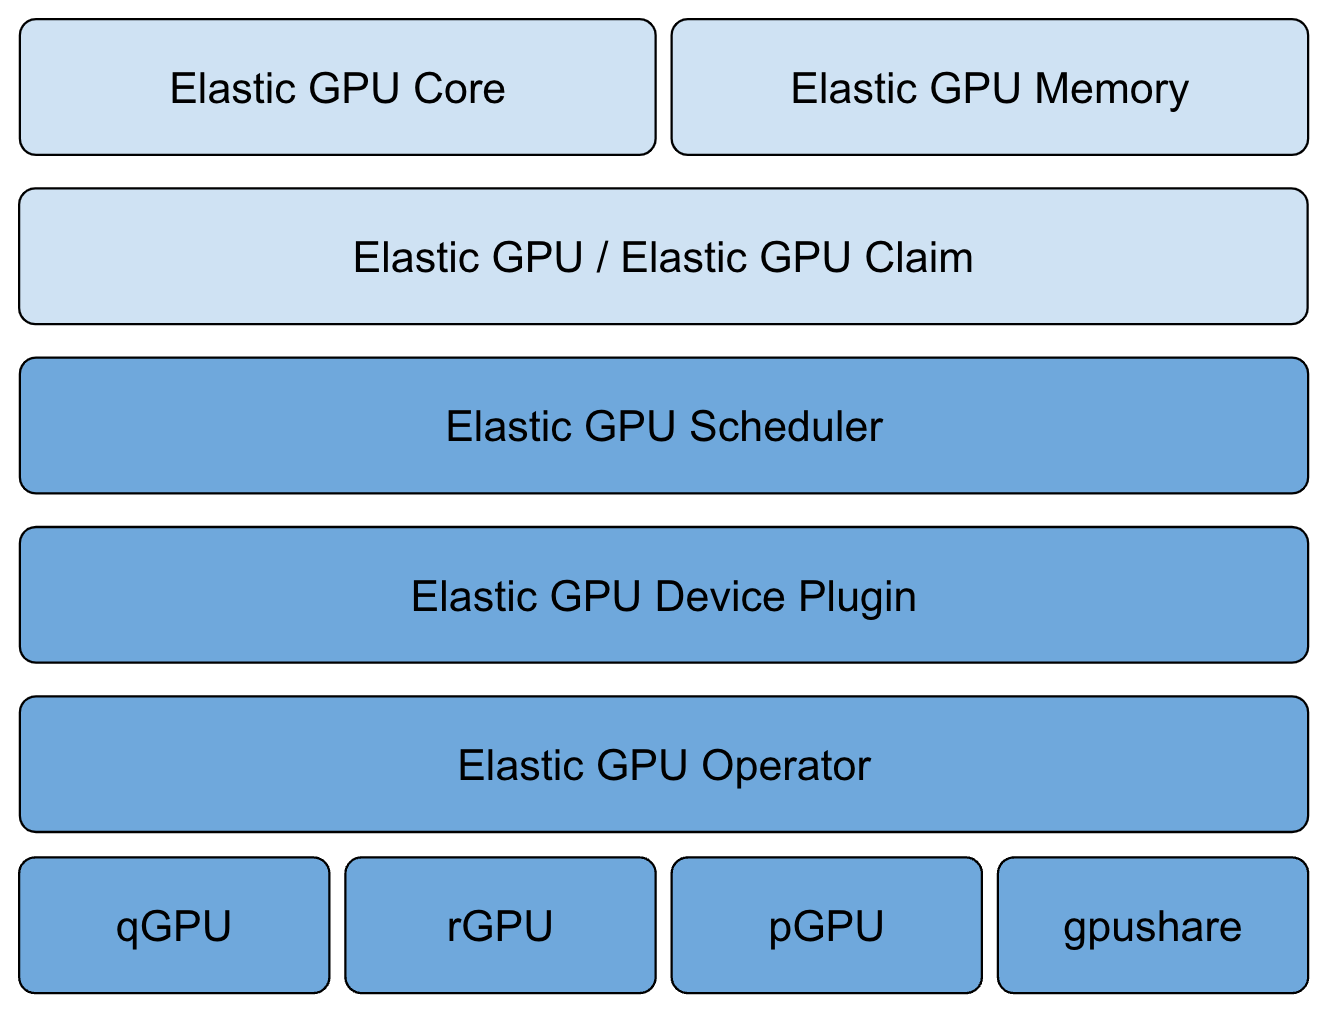 Elastic GPU Core
Elastic GPU Memory
Elastic GPU / Elastic GPU Claim
Elastic GPU Scheduler
Elastic GPU Device Plugin
Elastic GPU Operator
qGPU
rGPU
pGPU
gpushare